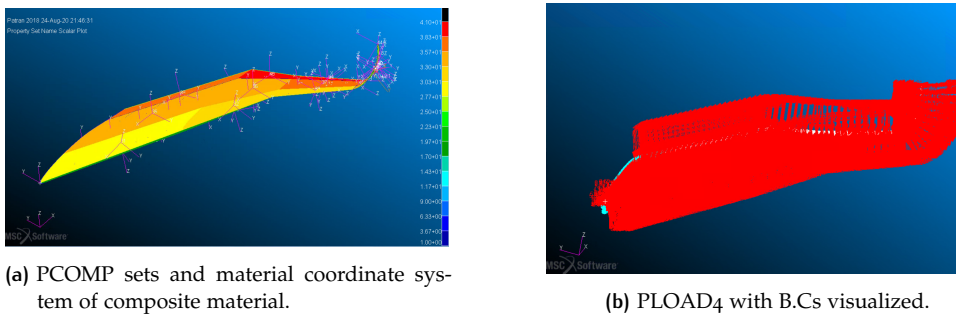 Patran 2018 24-Aug-20 21:46:31
Property Set Name Scalar Plot
4.10+01
3.83+01
3.57+01
3.30+01
3.03+01
2.77+01
2.50+01
2.23+01
1.97+01
1.70+01
1.43+01
1.17+01
9.00+00
6.33+00
3.67+00
1.00+00
MSC Software
(a) PCOMP sets and material coordinate sys-
tem of composite material.
MSC Software
(b) PLOAD4 with B.Cs visualized.